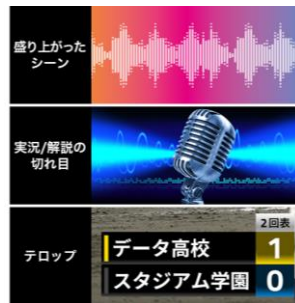 盛り上がった
シーン
実況/解説の
切れ目
テロップ
2回表
データ高校 1
スタジアム学園 0